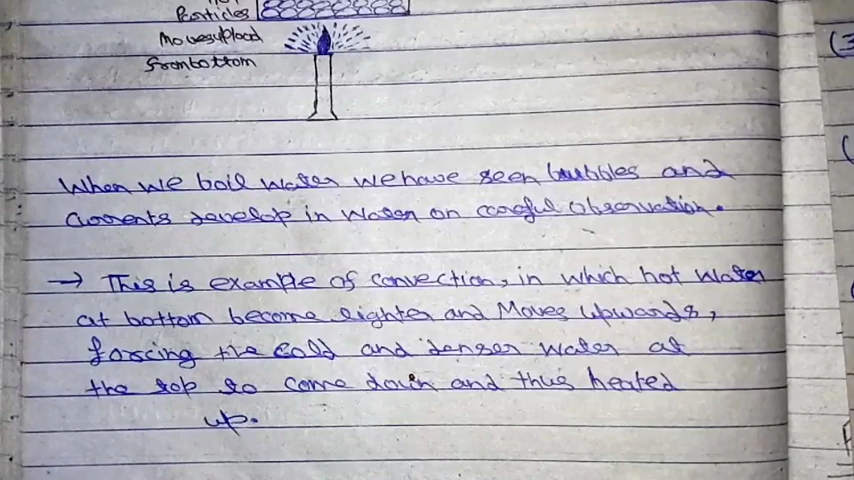 Particles
Moves upload
from bottom
When we boil water we have seen bubbles and
currents develop in water on careful observation.
→ This is example of convection, in which hot water
at bottom become lighter and Moves upwards,
forcing the cold and denser water at
the top to come down and thus heated
up.